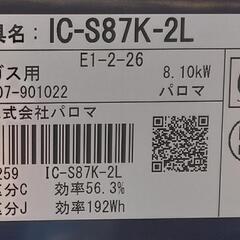 具名: IC-S87K-2L
E1-2-26
ガス用 8.10kW
07-901022 パロマ
式会社パロマ
259 IC-S87K-2L
区分C 効率56.3%
区分J 効率192Wh